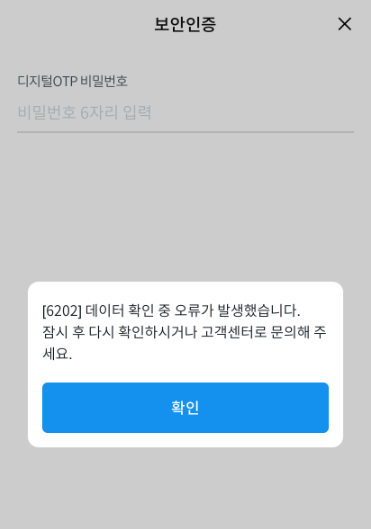 보안인증
디지털OTP 비밀번호
비밀번호 6자리 입력
[6202] 데이터 확인 중 오류가 발생했습니다.
잠시 후 다시 확인하시거나 고객센터로 문의해 주
세요.
확인